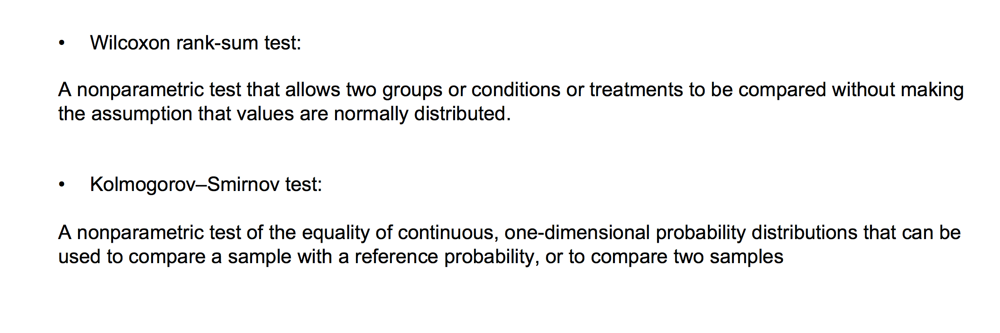 • Wilcoxon rank-sum test:
A nonparametric test that allows two groups or conditions or treatments to be compared without making
the assumption that values are normally distributed.
• Kolmogorov–Smirnov test:
A nonparametric test of the equality of continuous, one-dimensional probability distributions that can be
used to compare a sample with a reference probability, or to compare two samples